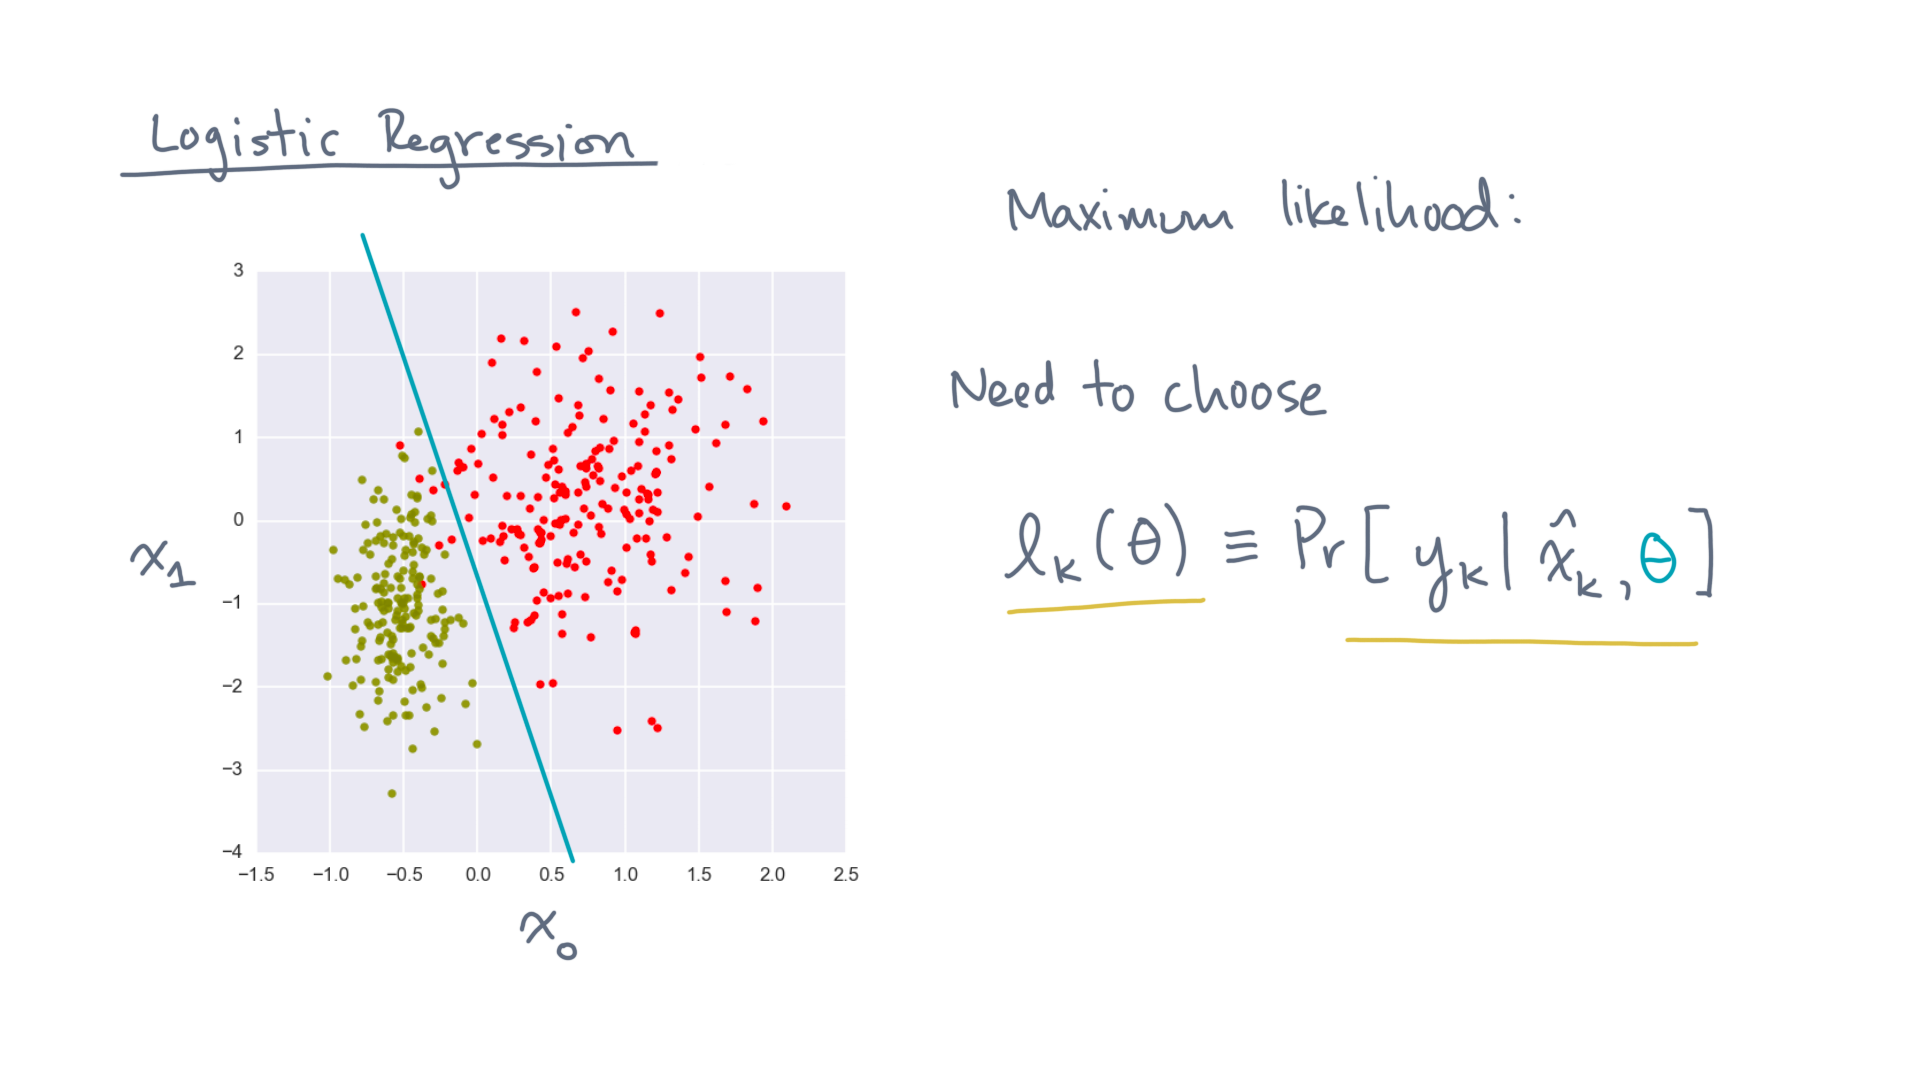 Logistic Regression
Maximum likelihood:
Need to choose
ℓₖ(θ) ≡ Pr[yₖ | x̂ₖ, θ]
3
2
1
0
−1
−2
−3
−4
−1.5 −1.0 −0.5 0.0 0.5 1.0 1.5 2.0 2.5
x₁
x₀